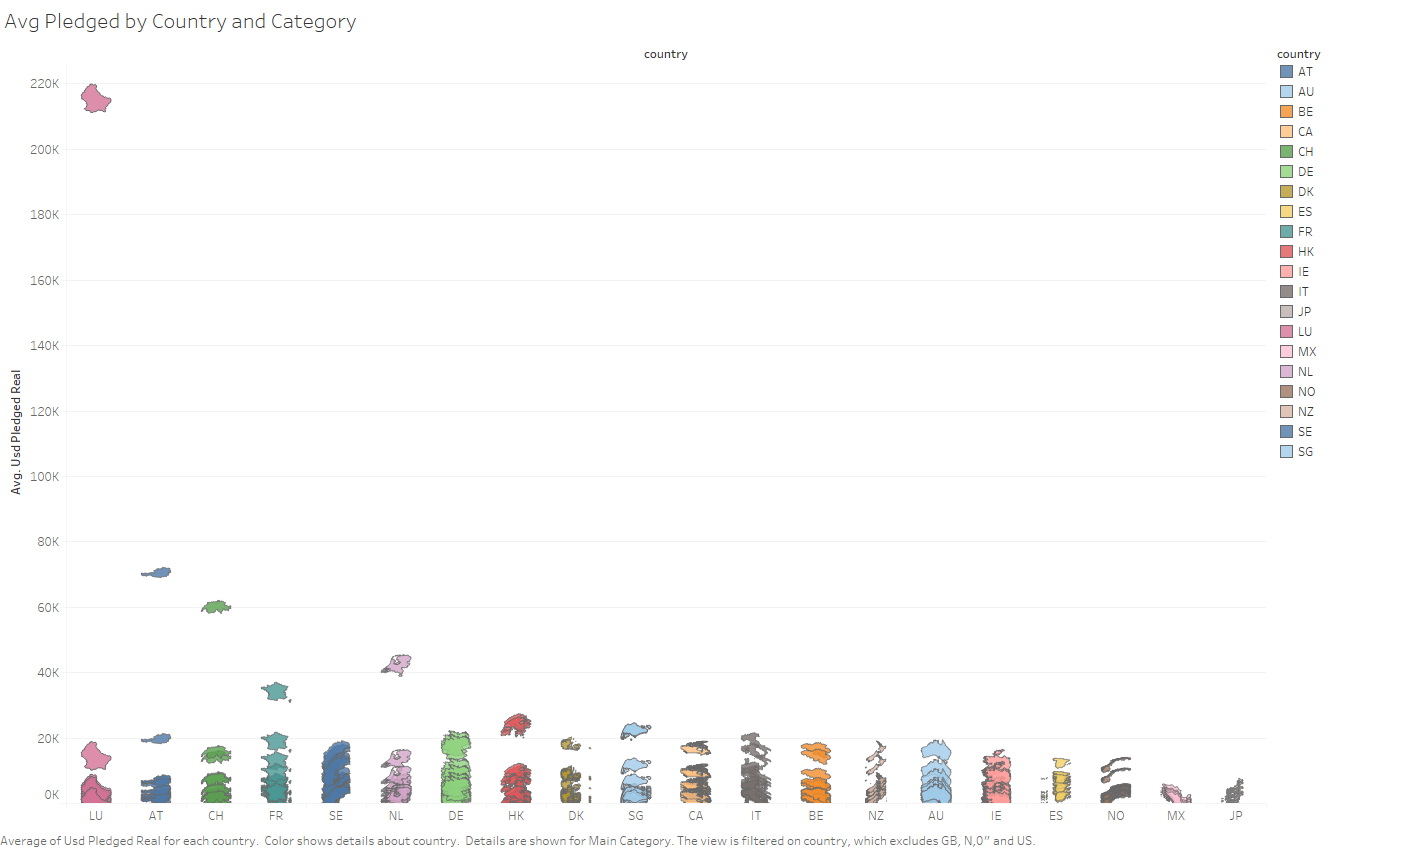 Avg Pledged by Country and Category
country
country
220K
200K
180K
160K
140K
120K
100K
80K
60K
40K
20K
0K
Avg. Usd Pledged Real
LU AT CH FR SE NL DE HK DK SG CA IT BE NZ AU IE ES NO MX JP
AT
AU
BE
CA
CH
DE
DK
ES
FR
HK
IE
IT
JP
LU
MX
NL
NO
NZ
SE
SG
Average of Usd Pledged Real for each country.  Color shows details about country.  Details are shown for Main Category. The view is filtered on country, which excludes GB, N,0" and US.